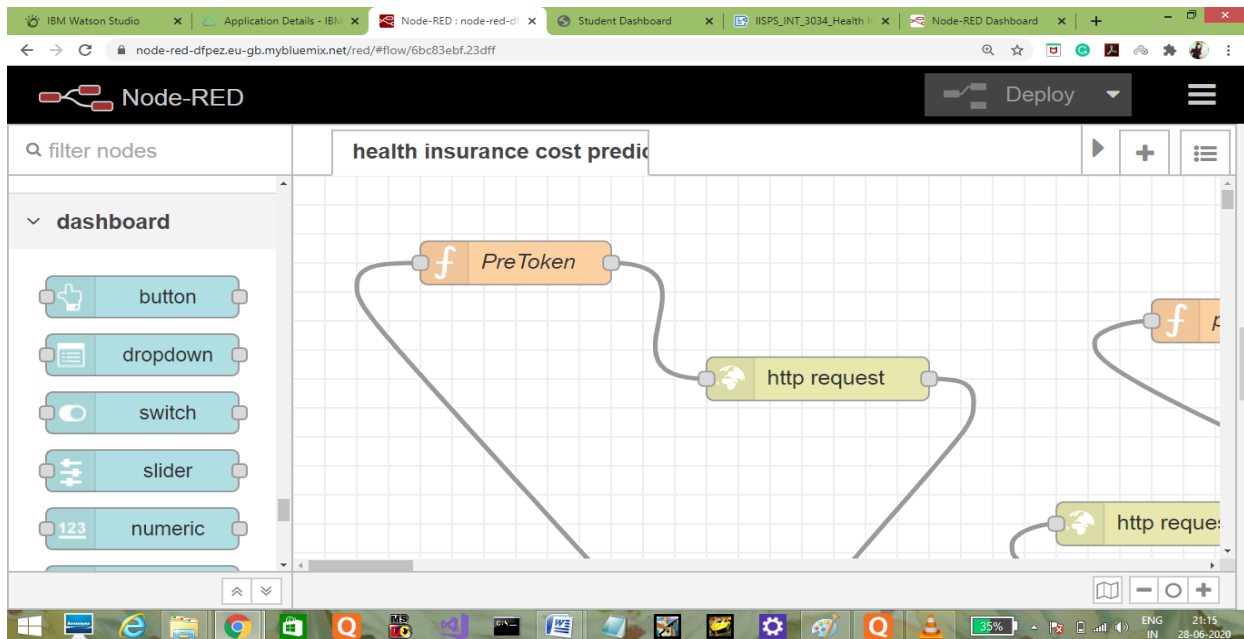 IBM Watson Studio
Application Details - IBM
Node-RED : node-red-df
Student Dashboard
IISPS_INT_3034_Health I
Node-RED Dashboard
node-red-dfpez.eu-gb.mybluemix.net/red/#flow/6bc83ebf.23dff
Node-RED
Deploy
filter nodes
health insurance cost predic
dashboard
button
dropdown
switch
slider
123 numeric
PreToken
http request
p
http reques
35%
ENG
IN
21:15
28-06-2020